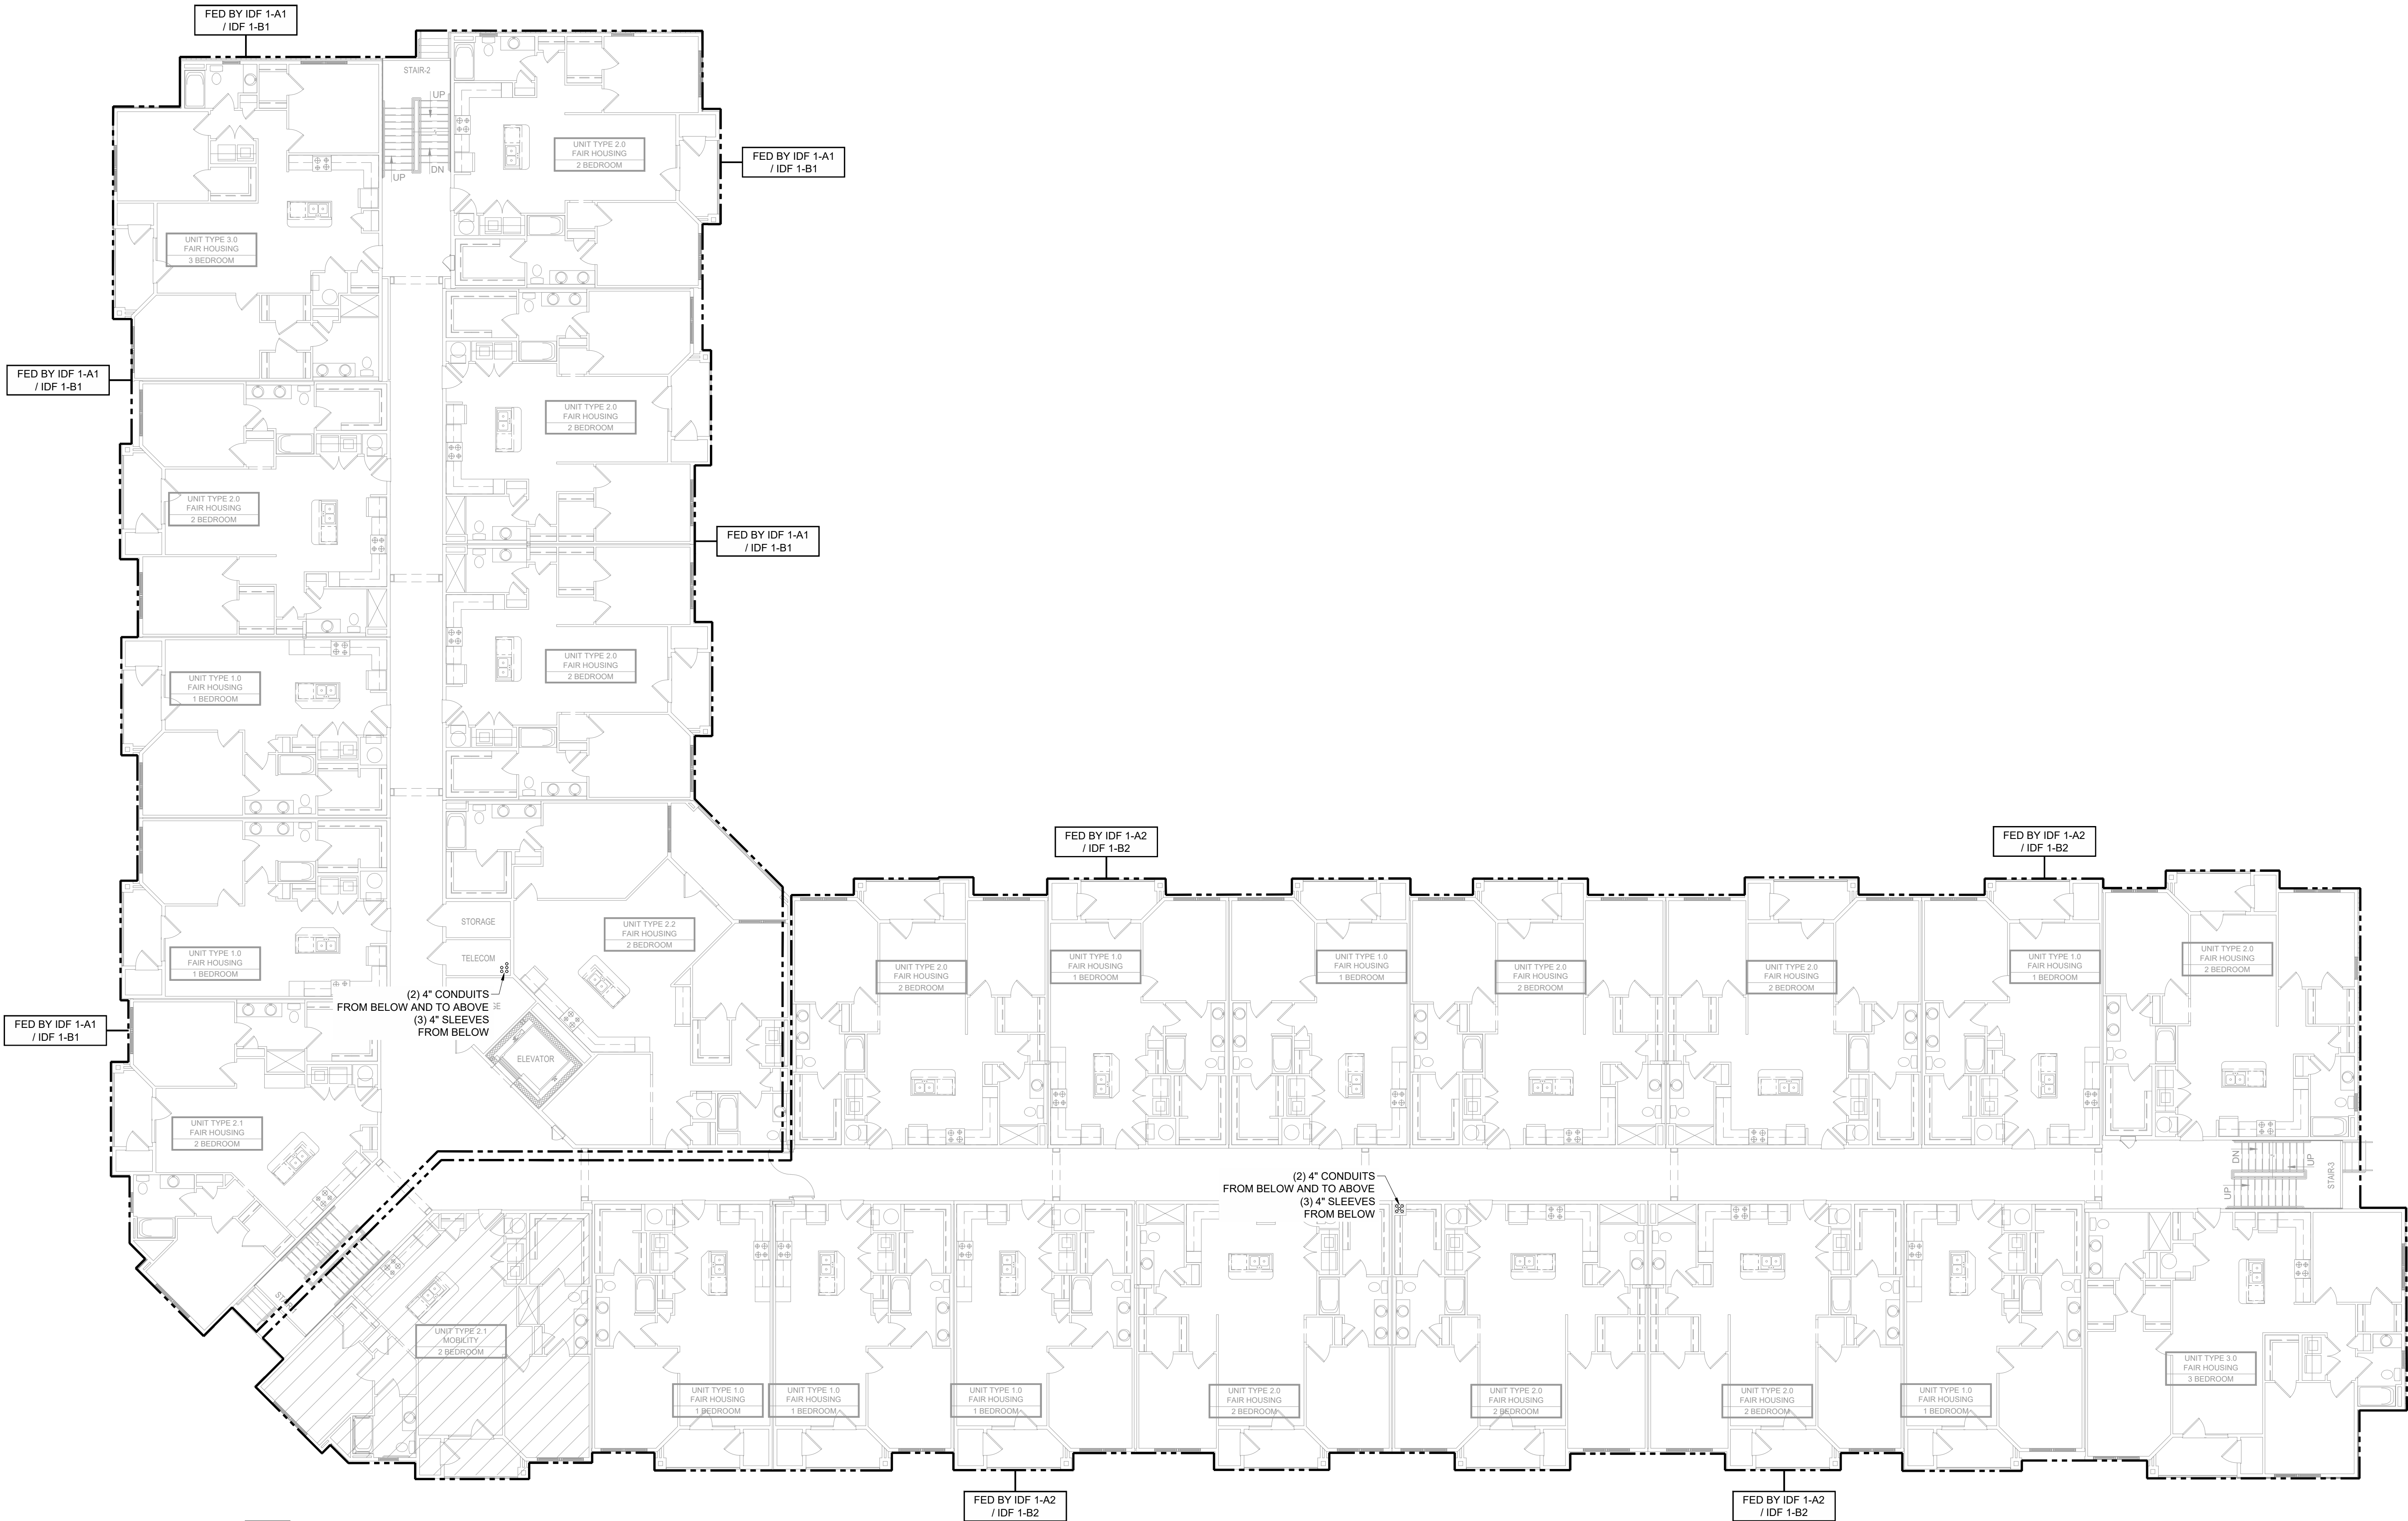 FED BY IDF 1-A1
/ IDF 1-B1
STAIR-2
UP
UP
DN
UNIT TYPE 2.0
FAIR HOUSING
2 BEDROOM
FED BY IDF 1-A1
/ IDF 1-B1
UNIT TYPE 3.0
FAIR HOUSING
3 BEDROOM
FED BY IDF 1-A1
/ IDF 1-B1
UNIT TYPE 2.0
FAIR HOUSING
2 BEDROOM
UNIT TYPE 2.0
FAIR HOUSING
2 BEDROOM
FED BY IDF 1-A1
/ IDF 1-B1
UNIT TYPE 2.0
FAIR HOUSING
2 BEDROOM
UNIT TYPE 1.0
FAIR HOUSING
1 BEDROOM
FED BY IDF 1-A2
/ IDF 1-B2
FED BY IDF 1-A2
/ IDF 1-B2
STORAGE
UNIT TYPE 2.2
FAIR HOUSING
2 BEDROOM
TELECOM
UNIT TYPE 1.0
FAIR HOUSING
1 BEDROOM
UNIT TYPE 2.0
FAIR HOUSING
2 BEDROOM
UNIT TYPE 1.0
FAIR HOUSING
1 BEDROOM
UNIT TYPE 1.0
FAIR HOUSING
1 BEDROOM
UNIT TYPE 2.0
FAIR HOUSING
2 BEDROOM
UNIT TYPE 2.0
FAIR HOUSING
2 BEDROOM
UNIT TYPE 1.0
FAIR HOUSING
1 BEDROOM
UNIT TYPE 2.0
FAIR HOUSING
2 BEDROOM
(2) 4" CONDUITS
FROM BELOW AND TO ABOVE
(3) 4" SLEEVES
FROM BELOW
FED BY IDF 1-A1
/ IDF 1-B1
ELEVATOR
UNIT TYPE 2.1
FAIR HOUSING
2 BEDROOM
(2) 4" CONDUITS
FROM BELOW AND TO ABOVE
(3) 4" SLEEVES
FROM BELOW
DN
UP
UP
STAIR-3
UNIT TYPE 2.1
MOBILITY
2 BEDROOM
UNIT TYPE 1.0
FAIR HOUSING
1 BEDROOM
UNIT TYPE 1.0
FAIR HOUSING
1 BEDROOM
UNIT TYPE 1.0
FAIR HOUSING
1 BEDROOM
UNIT TYPE 2.0
FAIR HOUSING
2 BEDROOM
UNIT TYPE 2.0
FAIR HOUSING
2 BEDROOM
UNIT TYPE 2.0
FAIR HOUSING
2 BEDROOM
UNIT TYPE 1.0
FAIR HOUSING
1 BEDROOM
UNIT TYPE 3.0
FAIR HOUSING
3 BEDROOM
FED BY IDF 1-A2
/ IDF 1-B2
FED BY IDF 1-A2
/ IDF 1-B2